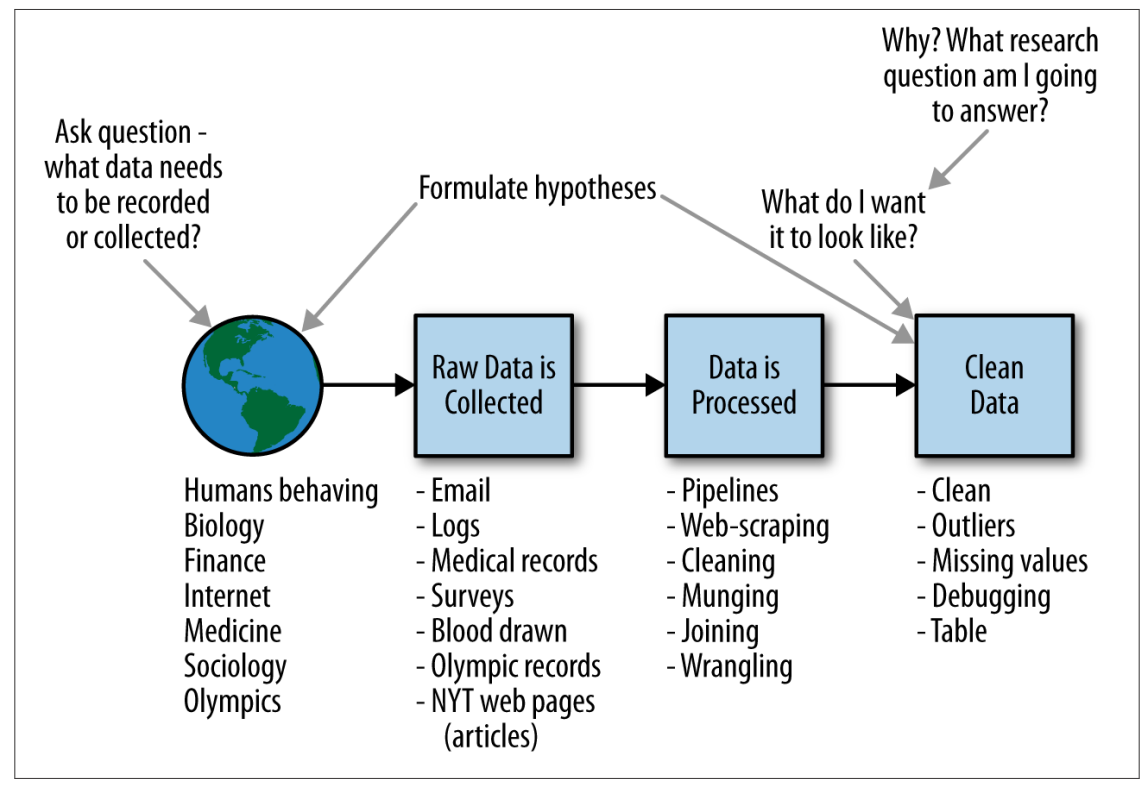 Why? What research
question am I going
to answer?
Ask question -
what data needs
to be recorded
or collected?
Formulate hypotheses
What do I want
it to look like?
Raw Data is
Collected
Data is
Processed
Clean
Data
Humans behaving
Biology
Finance
Internet
Medicine
Sociology
Olympics
- Email
- Logs
- Medical records
- Surveys
- Blood drawn
- Olympic records
- NYT web pages
(articles)
- Pipelines
- Web-scraping
- Cleaning
- Munging
- Joining
- Wrangling
- Clean
- Outliers
- Missing values
- Debugging
- Table